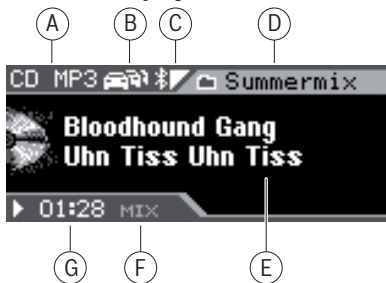 A B C D
CD MP3 Summermix
Bloodhound Gang
Uhn Tiss Uhn Tiss
01:28 MIX
G F E